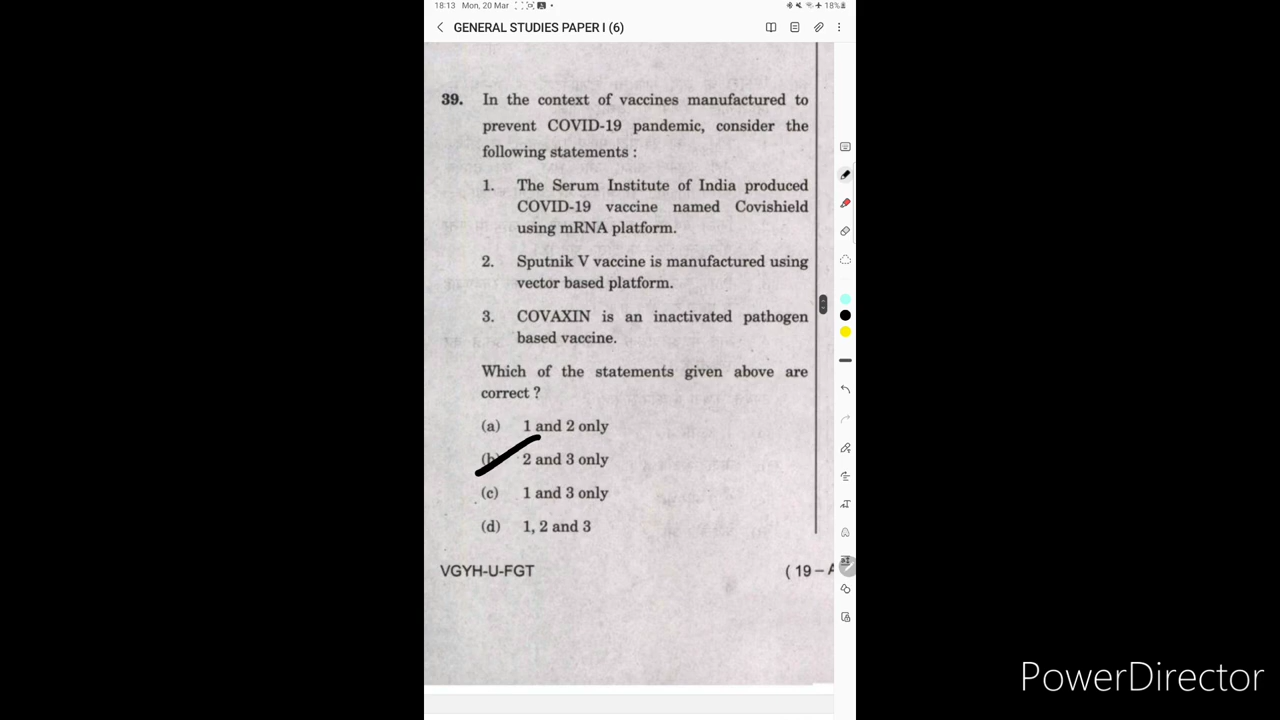 18:13 Mon, 20 Mar
18%
GENERAL STUDIES PAPER I (6)
39. In the context of vaccines manufactured to
prevent COVID-19 pandemic, consider the
following statements :
1. The Serum Institute of India produced
COVID-19 vaccine named Covishield
using mRNA platform.
2. Sputnik V vaccine is manufactured using
vector based platform.
3. COVAXIN is an inactivated pathogen
based vaccine.
Which of the statements given above are
correct ?
(a) 1 and 2 only
(b) 2 and 3 only
(c) 1 and 3 only
(d) 1, 2 and 3
VGYH-U-FGT
( 19 – A
PowerDirector